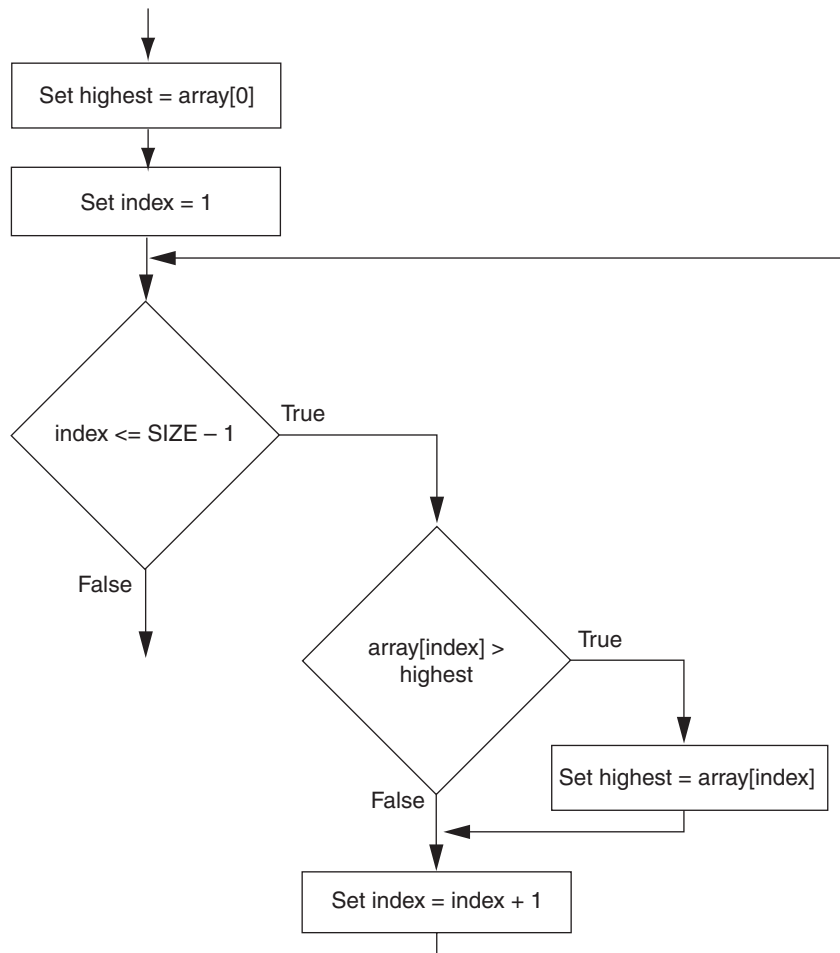 Set highest = array[0]
Set index = 1
index <= SIZE – 1
True
False
array[index] >
highest
True
Set highest = array[index]
False
Set index = index + 1